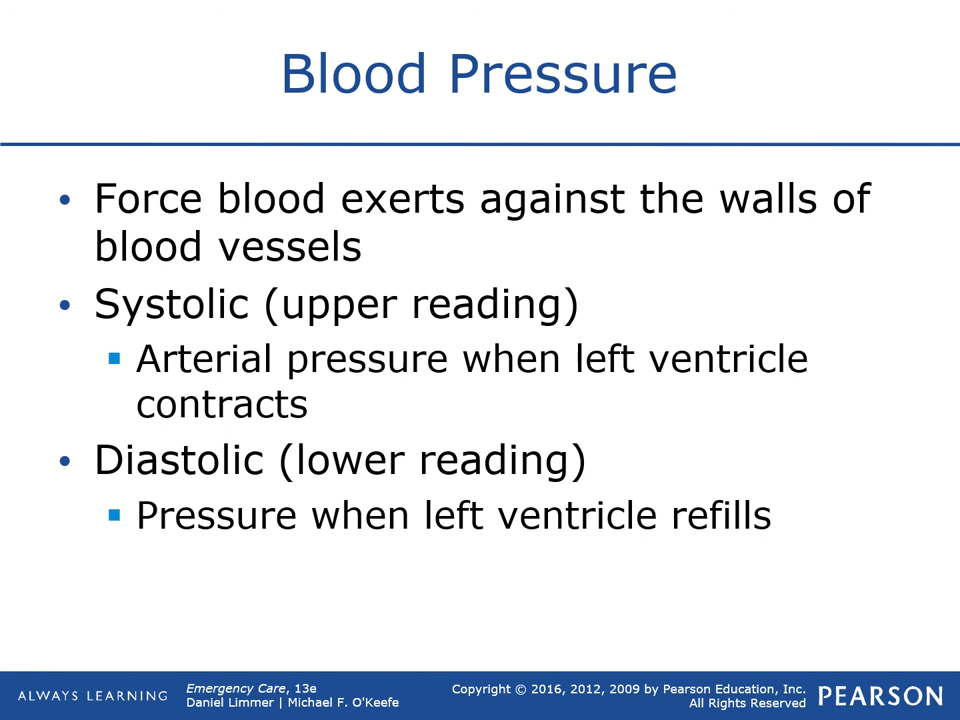 Blood Pressure
• Force blood exerts against the walls of
blood vessels
• Systolic (upper reading)
▪ Arterial pressure when left ventricle
contracts
• Diastolic (lower reading)
▪ Pressure when left ventricle refills
ALWAYS LEARNING
Emergency Care, 13e
Daniel Limmer | Michael F. O'Keefe
Copyright © 2016, 2012, 2009 by Pearson Education, Inc.
All Rights Reserved
PEARSON